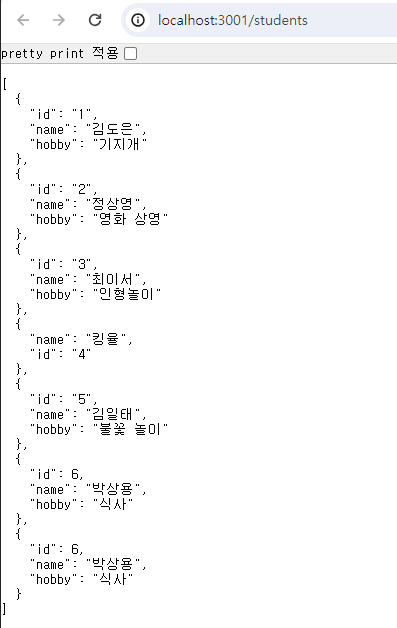 localhost:3001/students
pretty print 적용
[
  {
    "id": "1",
    "name": "김도은",
    "hobby": "기지개"
  },
  {
    "id": "2",
    "name": "정상영",
    "hobby": "영화 상영"
  },
  {
    "id": "3",
    "name": "최이서",
    "hobby": "인형놀이"
  },
  {
    "name": "킹율",
    "id": "4"
  },
  {
    "id": "5",
    "name": "김일태",
    "hobby": "불꽃 놀이"
  },
  {
    "id": 6,
    "name": "박상용",
    "hobby": "식사"
  },
  {
    "id": 6,
    "name": "박상용",
    "hobby": "식사"
  }
]